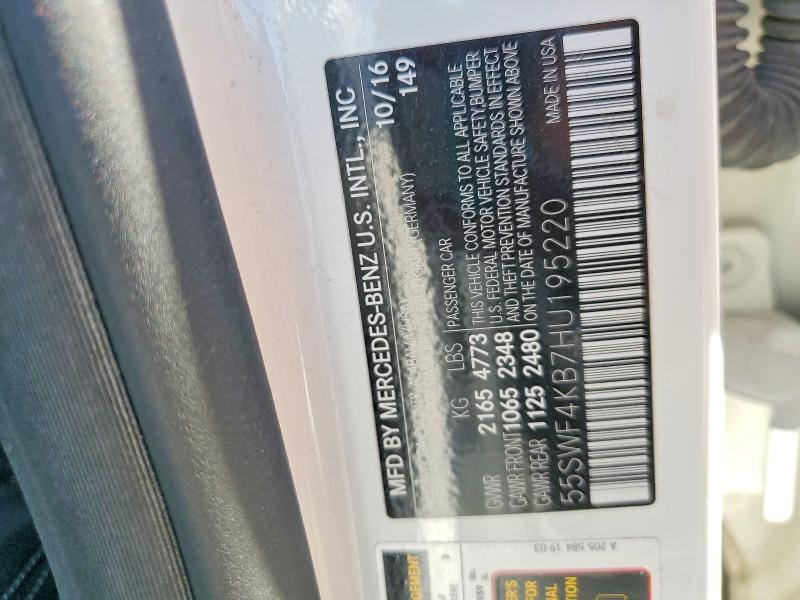 MFD BY MERCEDES-BENZ U.S. INTL., INC
10/16
149
(GERMANY)
KG LBS PASSENGER CAR
GVWR 2165 4773
GAWR FRONT 1065 2348
GAWR REAR 1125 2480
THIS VEHICLE CONFORMS TO ALL APPLICABLE
U.S. FEDERAL MOTOR VEHICLE SAFETY,BUMPER
AND THEFT PREVENTION STANDARDS IN EFFECT
ON THE DATE OF MANUFACTURE SHOWN ABOVE
55SWF4KB7HU195220
MADE IN USA
A 205 584 19 03